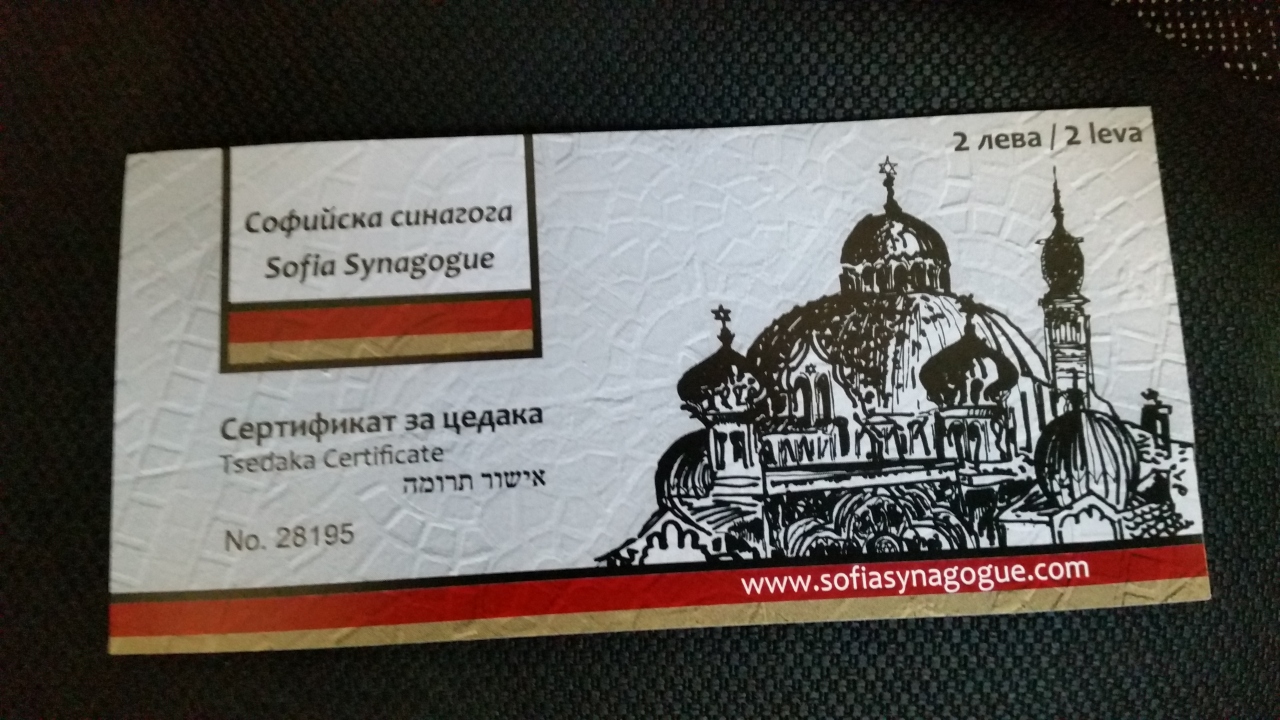 2 лева / 2 leva
Софийска синагога
Sofia Synagogue
Сертификат за цедака
Tsedaka Certificate
אישור תרומה
No. 28195
www.sofiasynagogue.com